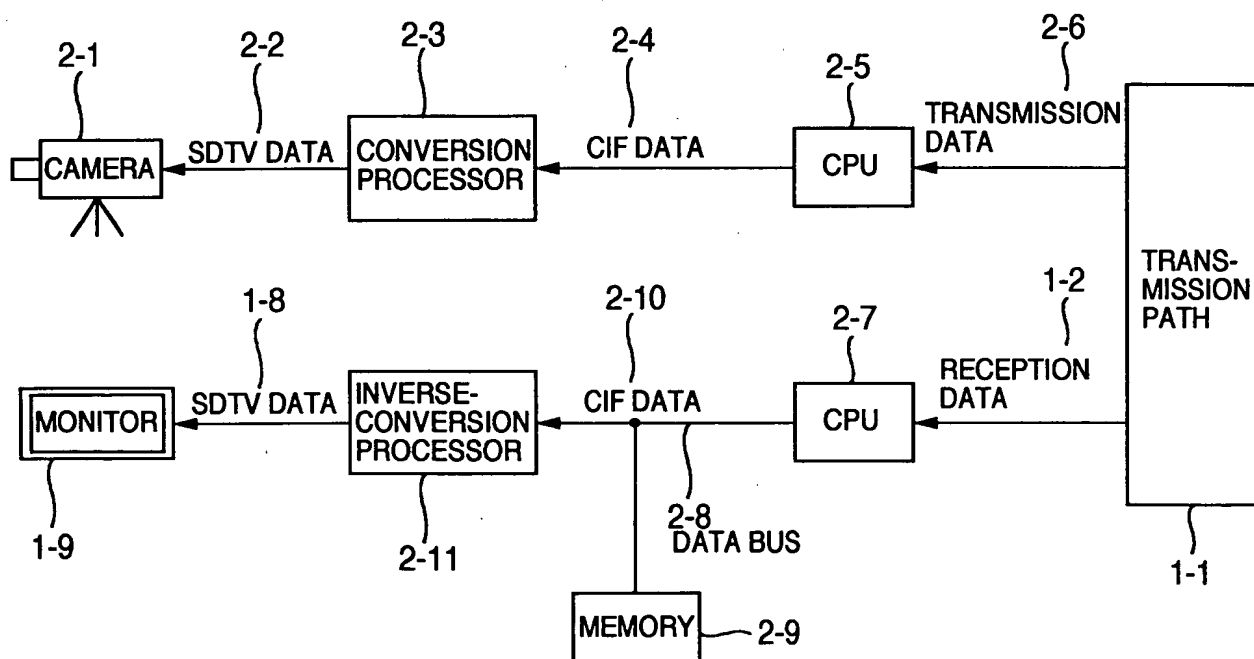 2-1
2-2
2-3
2-4
2-5
2-6
CAMERA
SDTV DATA
CONVERSION
PROCESSOR
CIF DATA
CPU
TRANSMISSION
DATA
TRANS-
MISSION
PATH
1-8
2-10
2-7
1-2
MONITOR
SDTV DATA
INVERSE-
CONVERSION
PROCESSOR
CIF DATA
CPU
RECEPTION
DATA
1-9
2-11
2-8
DATA BUS
1-1
MEMORY
2-9